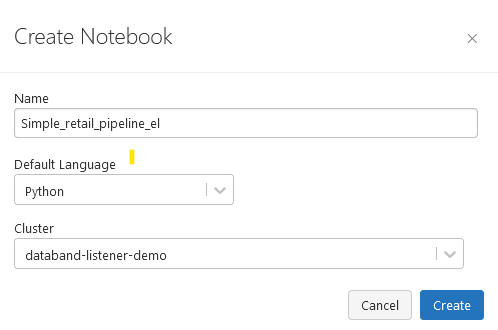 Create Notebook
Name
Simple_retail_pipeline_el
Default Language
Python
Cluster
databand-listener-demo
Cancel
Create